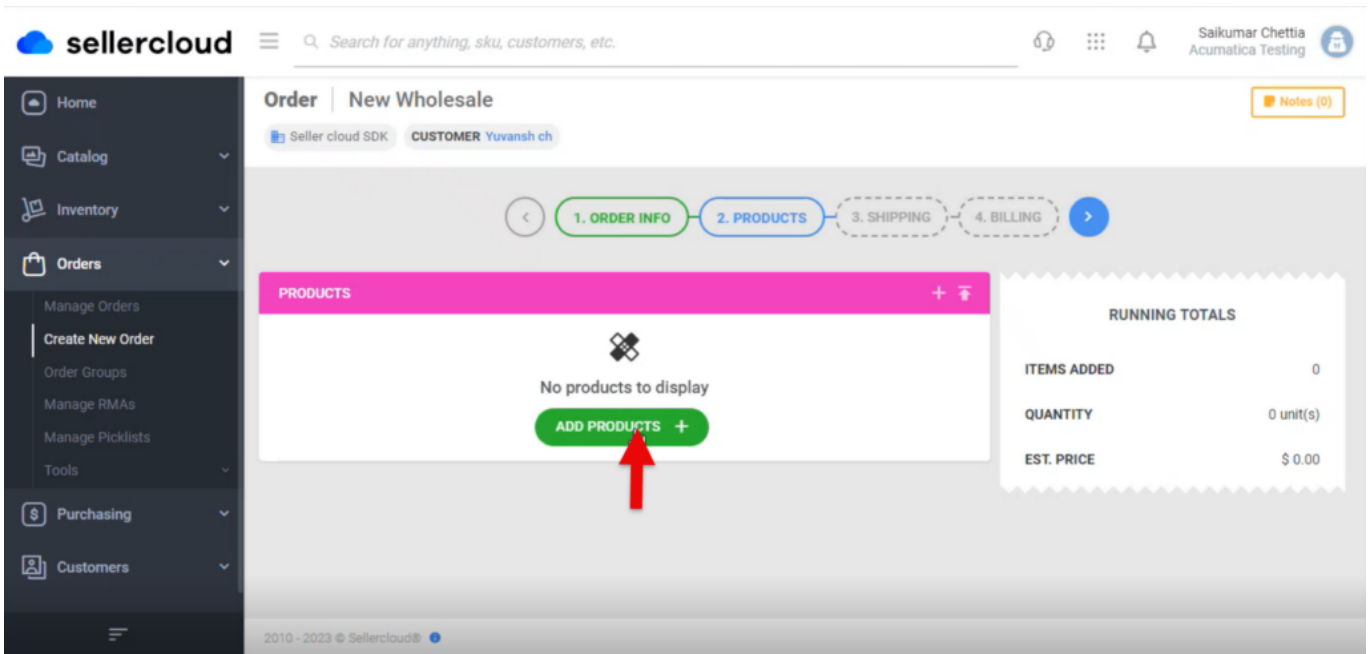 sellercloud
Search for anything, sku, customers, etc.
Saikumar Chettia
Acumatica Testing
Home
Catalog
Inventory
Orders
Manage Orders
Create New Order
Order Groups
Manage RMAs
Manage Picklists
Tools
Purchasing
Customers
Order | New Wholesale
Notes (0)
Seller cloud SDK CUSTOMER Yuvansh ch
1. ORDER INFO 2. PRODUCTS 3. SHIPPING 4. BILLING
PRODUCTS
No products to display
ADD PRODUCTS +
RUNNING TOTALS
ITEMS ADDED 0
QUANTITY 0 unit(s)
EST. PRICE $ 0.00
2010 - 2023 © Sellercloud®